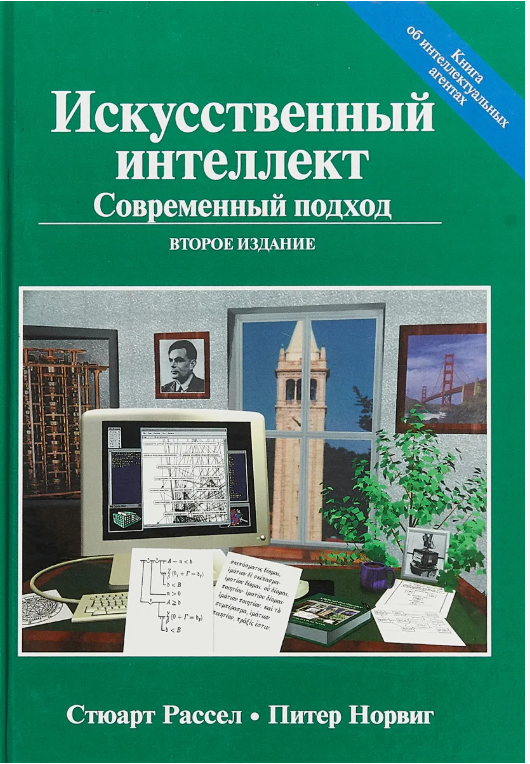 Книга
об интеллектуальных
агентах
Искусственный
интеллект
Современный подход
ВТОРОЕ ИЗДАНИЕ
Стюарт Рассел • Питер Норвиг